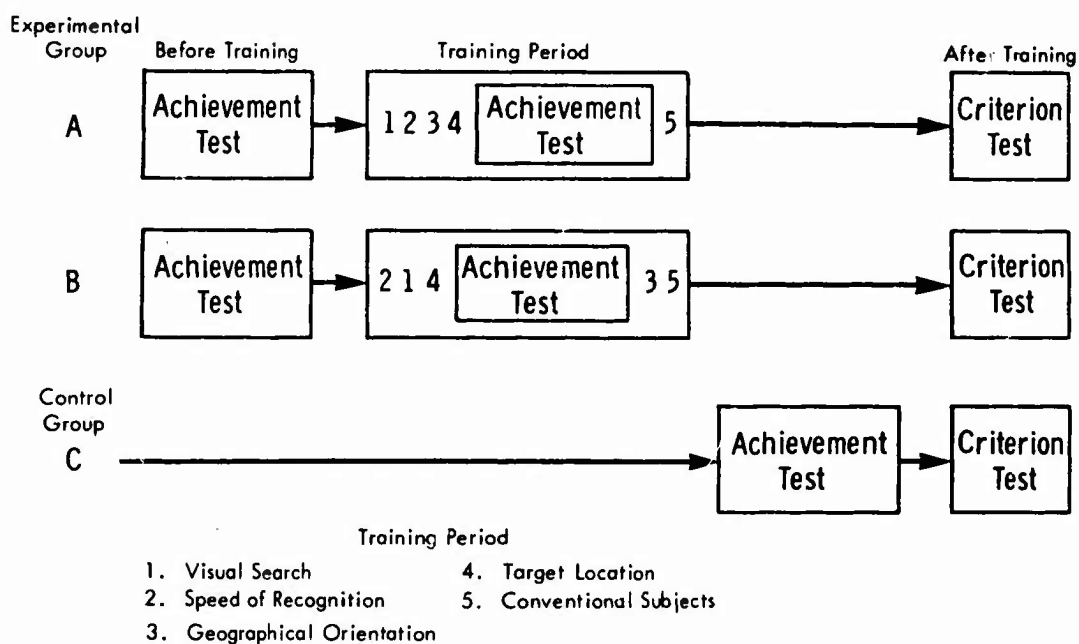 Experimental
Group
Before Training
Training Period
After Training
A
Achievement
Test
1 2 3 4
Achievement
Test
5
Criterion
Test
B
Achievement
Test
2 1 4
Achievement
Test
3 5
Criterion
Test
Control
Group
C
Achievement
Test
Criterion
Test
Training Period
1. Visual Search
2. Speed of Recognition
3. Geographical Orientation
4. Target Location
5. Conventional Subjects